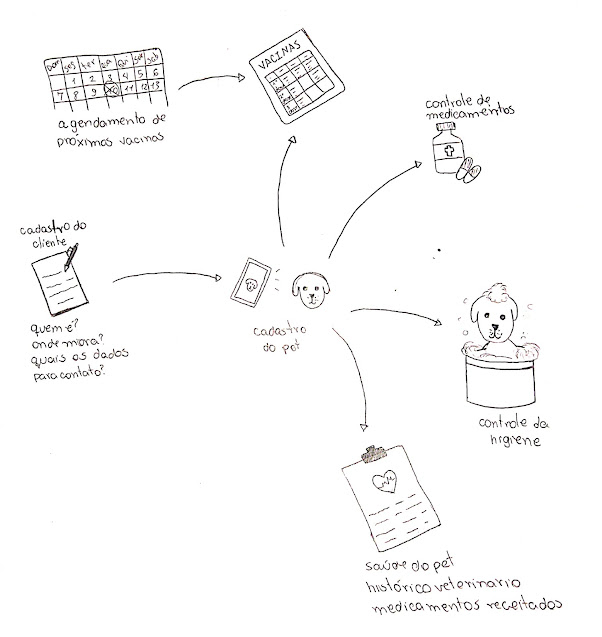 Dom seg ter qua qui sex sab
1 2 3 4 5 6
7 8 9 11 12 13
agendamento de
próximas vacinas
VACINAS
controle de
medicamentos
cadastro do
cliente
quem é?
onde mora?
quais os dados
para contato?
cadastro
do pet
controle da
higiene
saúde do pet
histórico veterinario
medicamentos receitados